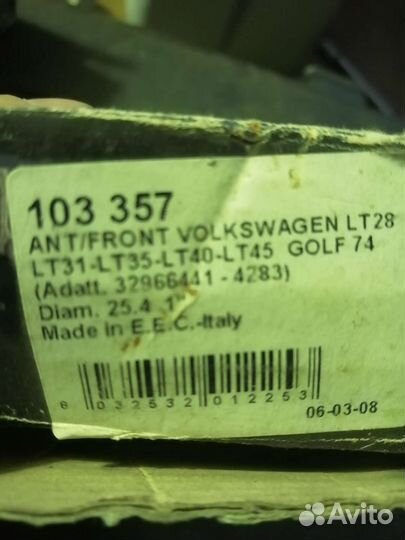 103 357
ANT/FRONT VOLKSWAGEN LT28
LT31-LT35-LT40-LT45 GOLF 74
(Adatt. 32966441 - 4283)
Diam. 25.4 1"
Made in E.E.C.-Italy
8 032532 012253
06-03-08
Avito